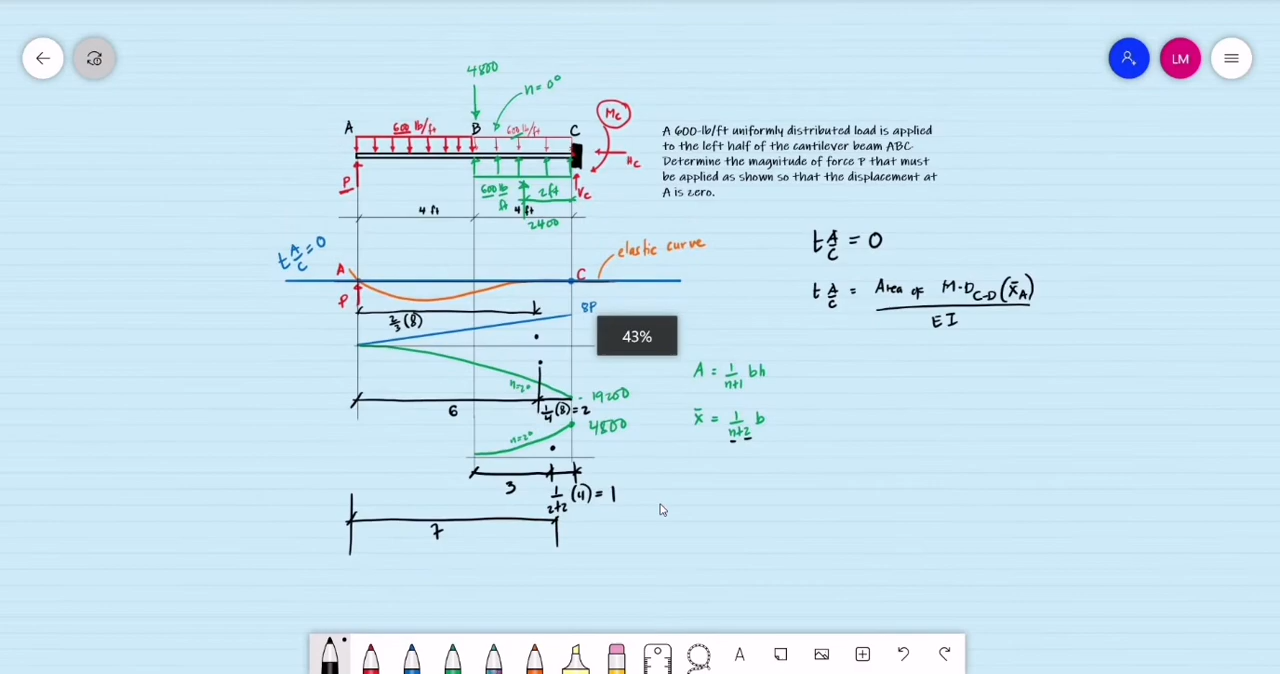 LM
4800
n=0°
A
600 lb/ft
B
600 lb/ft
C
Mc
Hc
P
600 lb
ft
2ft
Vc
4 ft
4 ft
2400
A 600-lb/ft uniformly distributed load is applied
to the left half of the cantilever beam ABC.
Determine the magnitude of force P that must
be applied as shown so that the displacement at
A is zero.
t A/C = 0
elastic curve
A
C
P
2/3 (8)
8P
43%
n=2°
- 19200
6
1/4 (8) = 2
4800
n=2°
3
1/2+2 (4) = 1
7
t A/C = 0
t A/C = Area of M-D C-D (x̄A)
EI
A = 1/n+1 bh
x̄ = 1/n+2 b
A